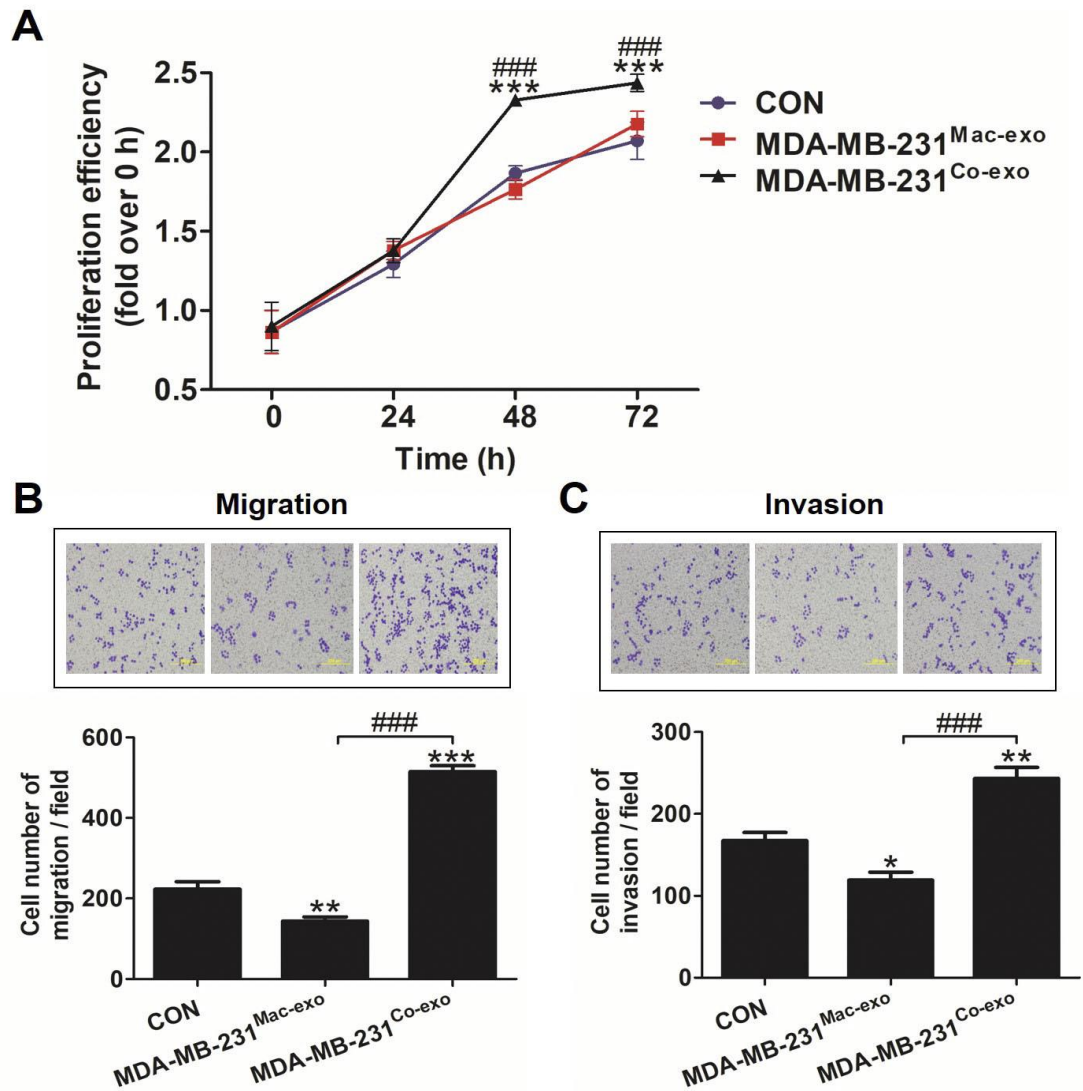 A
###
***
###
***
2.5
2.0
1.5
1.0
0.5
Proliferation efficiency
(fold over 0 h)
0 24 48 72
Time (h)
CON
MDA-MB-231Mac-exo
MDA-MB-231Co-exo
B
Migration
###
***
**
600
400
200
0
Cell number of
migration / field
CON
MDA-MB-231Mac-exo
MDA-MB-231Co-exo
C
Invasion
###
**
*
300
200
100
0
Cell number of
invasion / field
CON
MDA-MB-231Mac-exo
MDA-MB-231Co-exo